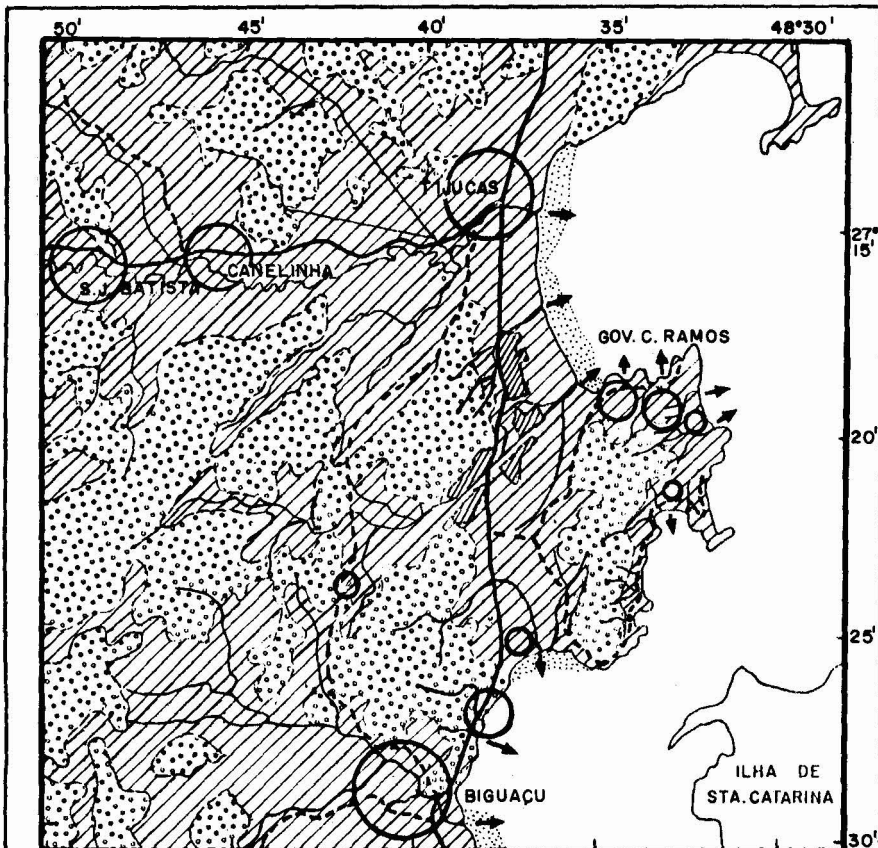 50' 45' 40' 35' 48°30'
TIJUCAS
27°
15'
CANELINHA
S.J. BATISTA
GOV. C. RAMOS
20'
25'
ILHA DE
STA. CATARINA
BIGUAÇU
30'